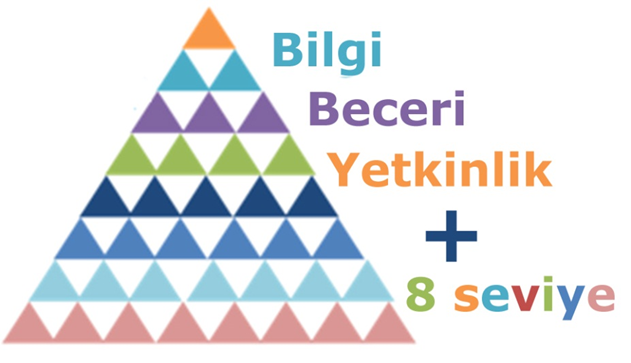 Bilgi
Beceri
Yetkinlik
+
8 seviye